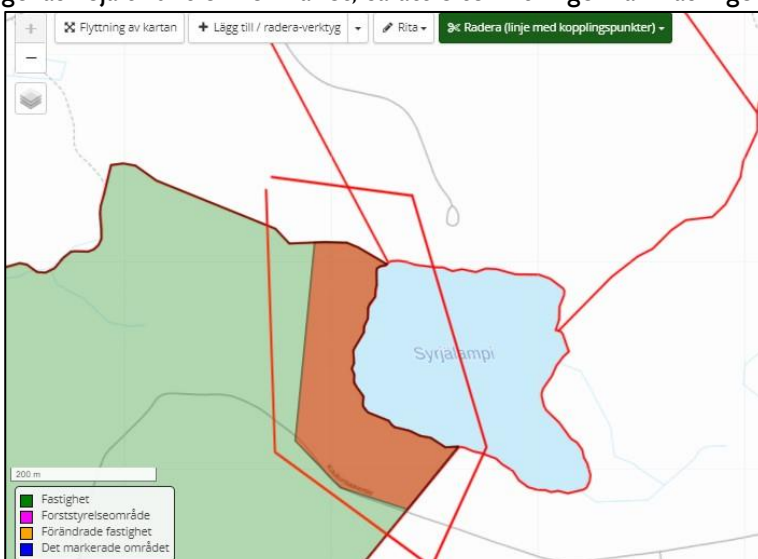 +
−
Flyttning av kartan
+ Lägg till / radera-verktyg
Rita
Radera (linje med kopplingspunkter)
Syrjälampi
200 m
Fastighet
Forststyrelseområde
Förändrade fastighet
Det markerade området